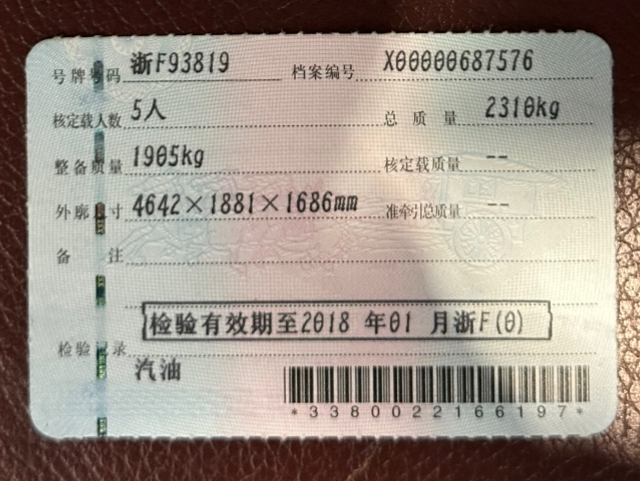 号牌号码 浙F93819 档案编号 X00000687576
核定载人数 5人 总质量 2310kg
整备质量 1905kg 核定载质量 --
外廓尺寸 4642×1881×1686mm 准牵引总质量 --
备注
检验有效期至2018 年01 月浙F(0)
检验记录
汽油
*3380022166197*